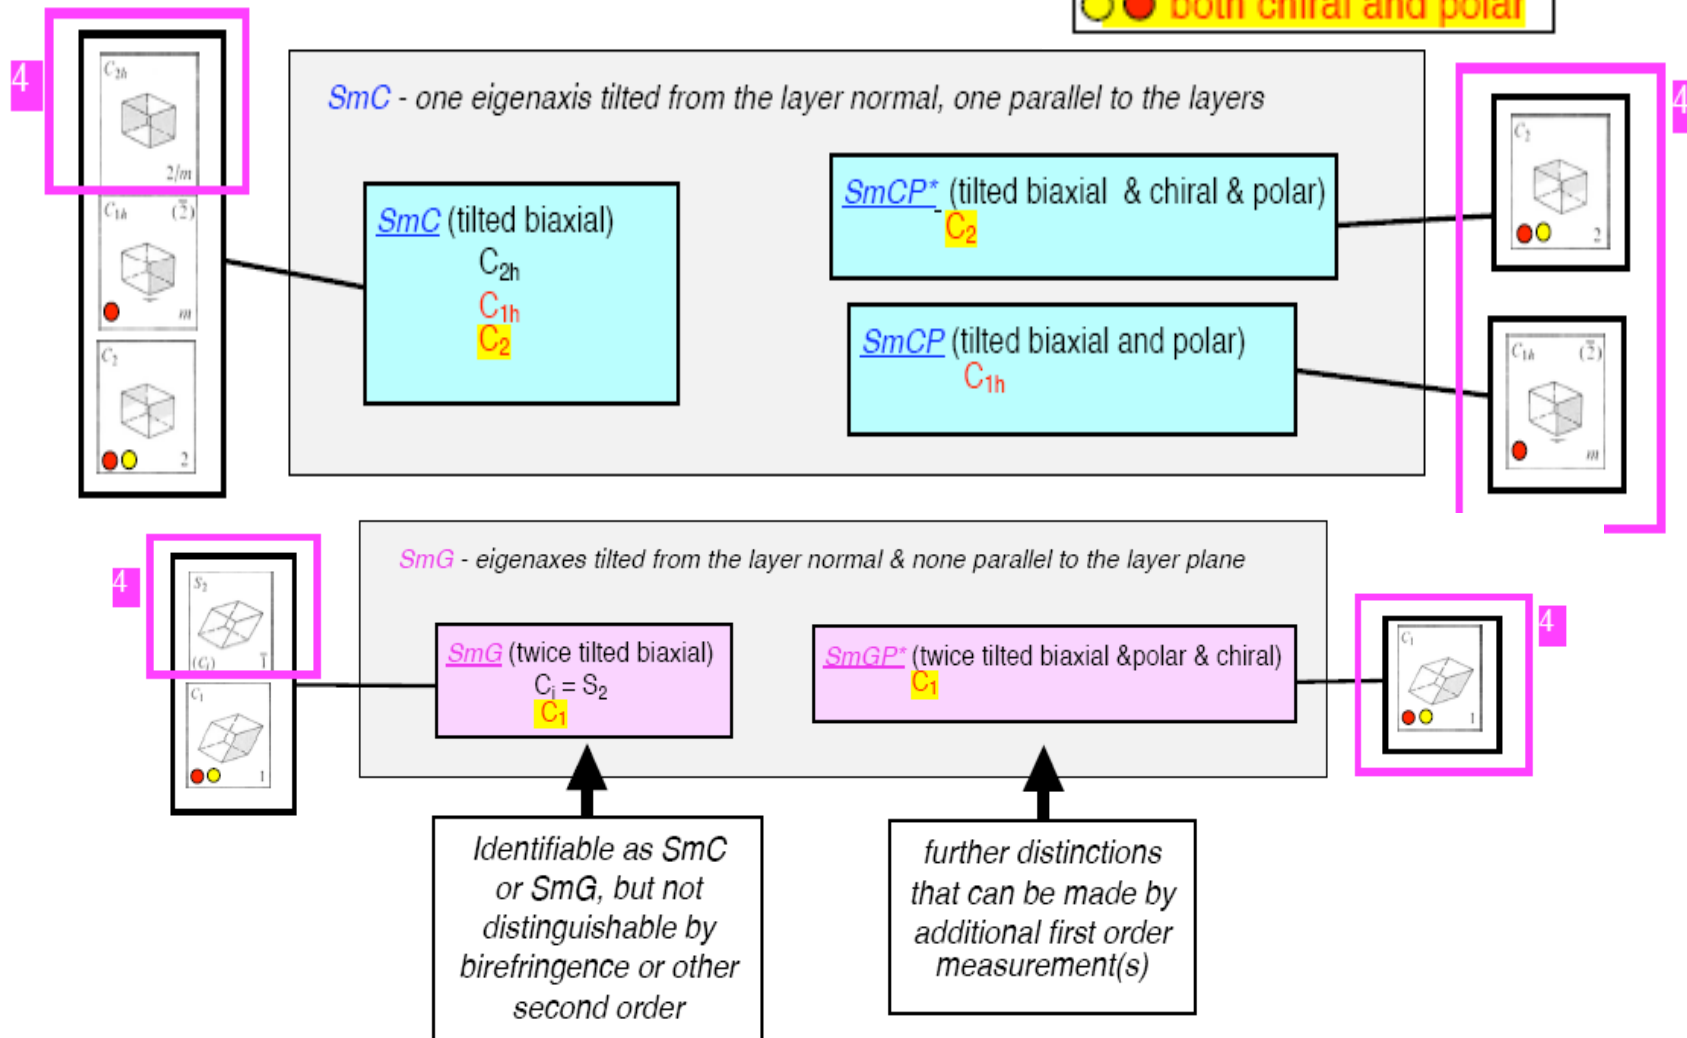 both chiral and polar
4
C2h
2/m
C1h (2̅)
m
C2
2
SmC - one eigenaxis tilted from the layer normal, one parallel to the layers
SmC (tilted biaxial)
C2h
C1h
C2
SmCP* (tilted biaxial & chiral & polar)
C2
SmCP (tilted biaxial and polar)
C1h
4
C2
2
C1h (2̅)
m
4
S2
(Ci) 1̅
C1
1
SmG - eigenaxes tilted from the layer normal & none parallel to the layer plane
SmG (twice tilted biaxial)
Ci = S2
C1
SmGP* (twice tilted biaxial &polar & chiral)
C1
4
C1
1
Identifiable as SmC
or SmG, but not
distinguishable by
birefringence or other
second order
further distinctions
that can be made by
additional first order
measurement(s)